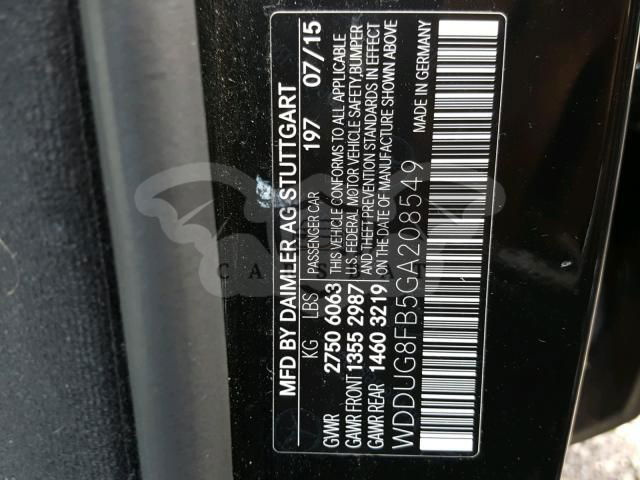 MFD BY DAIMLER AG STUTTGART 197 07/15
KG LBS PASSENGER CAR
GVWR 2750 6063 THIS VEHICLE CONFORMS TO ALL APPLICABLE
GAWR FRONT 1355 2987 U.S. FEDERAL MOTOR VEHICLE SAFETY, BUMPER
GAWR REAR 1460 3219 AND THEFT PREVENTION STANDARDS IN EFFECT
ON THE DATE OF MANUFACTURE SHOWN ABOVE
WDDUG8FB5GA208549 MADE IN GERMANY